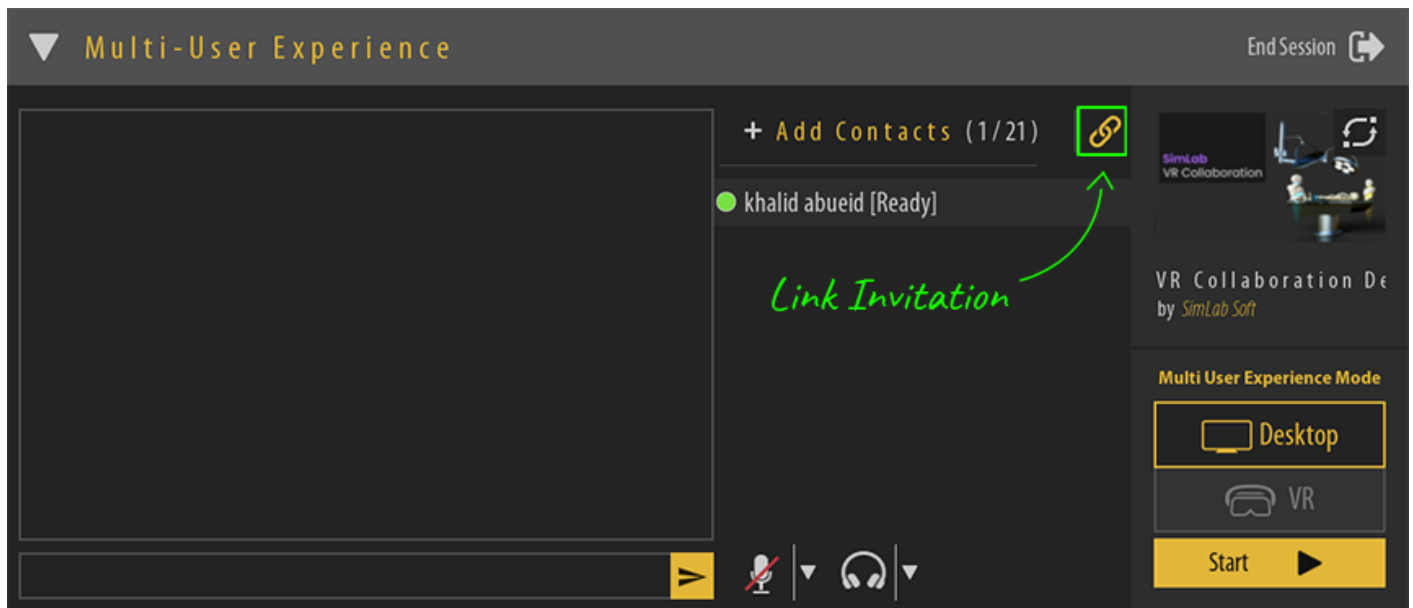 Multi-User Experience
End Session
+ Add Contacts (1/21)
khalid abueid [Ready]
Link Invitation
SimLab
VR Collaboration
VR Collaboration De
by SimLab Soft
Multi User Experience Mode
Desktop
VR
Start